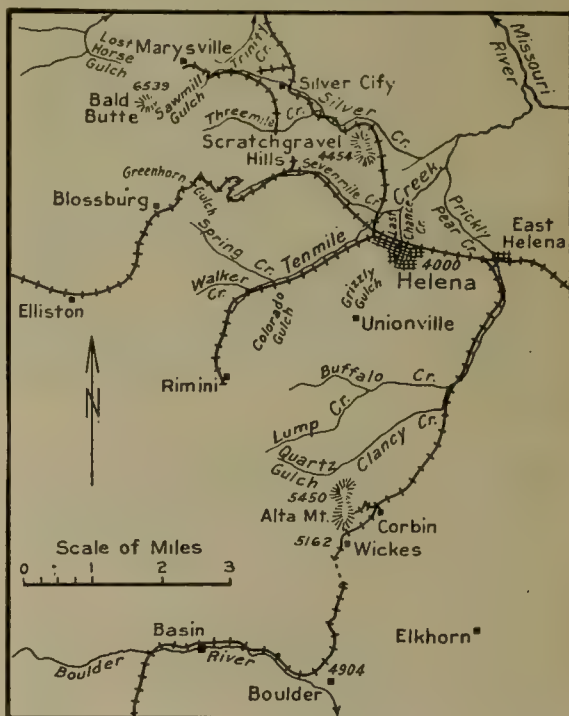 Lost
Horse
Gulch
Marysville
Trinity
Cr.
Missouri
River
6539
Bald
Butte
Sawmill
Gulch
Silver City
Silver
Cr.
Threemile Cr.
Scratchgravel
Hills
4454
Greenhorn
Gulch
Sevenmile Cr.
Creek
Blossburg
Last
Chance
Cr.
Prickly
Pear Cr.
East
Helena
Spring
Cr.
Tenmile
4000
Helena
Walker
Cr.
Colorado
Gulch
Grizzly
Gulch
Elliston
Unionville
N
Rimini
Buffalo Cr.
Lump Cr.
Quartz
Gulch
Clancy Cr.
5450
Alta Mt.
Corbin
5162
Wickes
Scale of Miles
0 1 2 3
Basin
Elkhorn
Boulder River
4904
Boulder